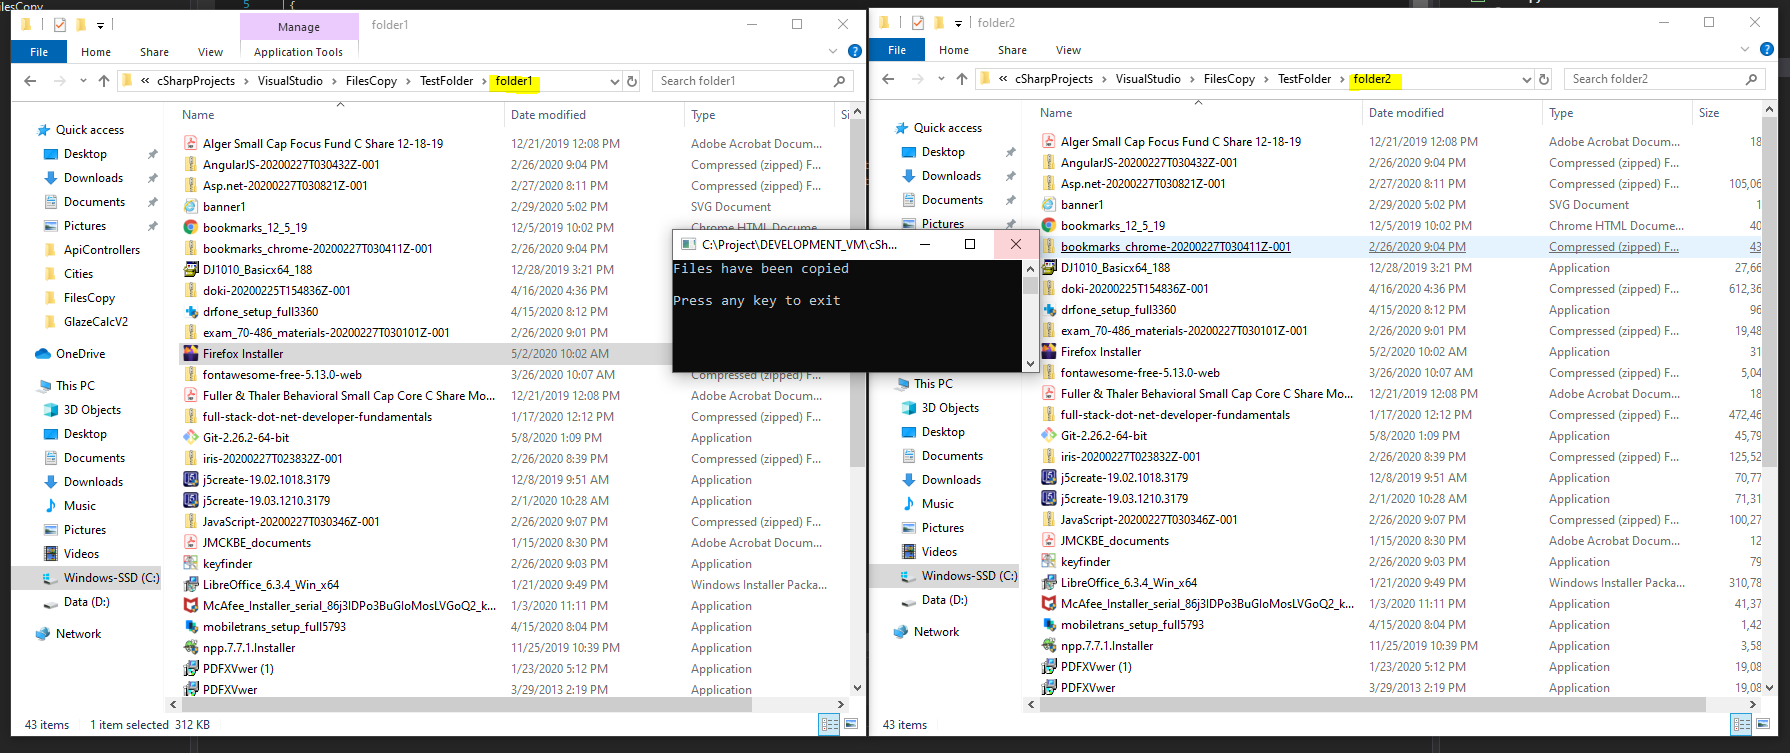 ilesCopy
5
{
Manage
folder1
File
Home
Share
View
Application Tools
« cSharpProjects > VisualStudio > FilesCopy > TestFolder > folder1
Search folder1
Name
Date modified
Type
Si
Quick access
Desktop
Downloads
Documents
Pictures
ApiControllers
Cities
FilesCopy
GlazeCalcV2
OneDrive
This PC
3D Objects
Desktop
Documents
Downloads
Music
Pictures
Videos
Windows-SSD (C:)
Data (D:)
Network
Alger Small Cap Focus Fund C Share 12-18-19 12/21/2019 12:08 PM Adobe Acrobat Docum...
AngularJS-20200227T030432Z-001 2/26/2020 9:04 PM Compressed (zipped) F...
Asp.net-20200227T030821Z-001 2/27/2020 8:11 PM Compressed (zipped) F...
banner1 2/29/2020 5:02 PM SVG Document
bookmarks_12_5_19 12/5/2019 10:02 PM Chrome HTML Docume...
bookmarks_chrome-20200227T030411Z-001 2/26/2020 9:04 PM
DJ1010_Basicx64_188 12/28/2019 3:21 PM
doki-20200225T154836Z-001 4/16/2020 4:36 PM
drfone_setup_full3360 4/15/2020 8:12 PM
exam_70-486_materials-20200227T030101Z-001 2/26/2020 9:01 PM
Firefox Installer 5/2/2020 10:02 AM
fontawesome-free-5.13.0-web 3/26/2020 10:07 AM Compressed (zipped) F...
Fuller & Thaler Behavioral Small Cap Core C Share Mo... 12/21/2019 12:08 PM Adobe Acrobat Docum...
full-stack-dot-net-developer-fundamentals 1/17/2020 12:12 PM Compressed (zipped) F...
Git-2.26.2-64-bit 5/8/2020 1:09 PM Application
iris-20200227T023832Z-001 2/26/2020 8:39 PM Compressed (zipped) F...
j5create-19.02.1018.3179 12/8/2019 9:51 AM Application
j5create-19.03.1210.3179 2/1/2020 10:28 AM Application
JavaScript-20200227T030346Z-001 2/26/2020 9:07 PM Compressed (zipped) F...
JMCKBE_documents 1/15/2020 8:30 PM Adobe Acrobat Docum...
keyfinder 2/26/2020 9:03 PM Application
LibreOffice_6.3.4_Win_x64 1/21/2020 9:49 PM Windows Installer Packa...
McAfee_Installer_serial_86j3IDPo3BuGIoMosLVGoQ2_k... 1/3/2020 11:11 PM Application
mobiletrans_setup_full5793 4/15/2020 8:04 PM Application
npp.7.7.1.Installer 11/25/2019 10:39 PM Application
PDFXVwer (1) 1/23/2020 5:12 PM Application
PDFXVwer 3/29/2013 2:19 PM Application
43 items
1 item selected 312 KB
C:\Project\DEVELOPMENT_VM\cSh...
Files have been copied
Press any key to exit
folder2
File
Home
Share
View
« cSharpProjects > VisualStudio > FilesCopy > TestFolder > folder2
Search folder2
Name
Date modified
Type
Size
Quick access
Desktop
Downloads
Documents
Pictures
This PC
3D Objects
Desktop
Documents
Downloads
Music
Pictures
Videos
Windows-SSD (C:)
Data (D:)
Network
Alger Small Cap Focus Fund C Share 12-18-19 12/21/2019 12:08 PM Adobe Acrobat Docum... 18
AngularJS-20200227T030432Z-001 2/26/2020 9:04 PM Compressed (zipped) F...
Asp.net-20200227T030821Z-001 2/27/2020 8:11 PM Compressed (zipped) F... 105,06
banner1 2/29/2020 5:02 PM SVG Document 1
bookmarks_12_5_19 12/5/2019 10:02 PM Chrome HTML Docum... 40
bookmarks_chrome-20200227T030411Z-001 2/26/2020 9:04 PM Compressed (zipped) F... 43
DJ1010_Basicx64_188 12/28/2019 3:21 PM Application 27,66
doki-20200225T154836Z-001 4/16/2020 4:36 PM Compressed (zipped) F... 612,36
drfone_setup_full3360 4/15/2020 8:12 PM Application 96
exam_70-486_materials-20200227T030101Z-001 2/26/2020 9:01 PM Compressed (zipped) F... 19,48
Firefox Installer 5/2/2020 10:02 AM Application 31
fontawesome-free-5.13.0-web 3/26/2020 10:07 AM Compressed (zipped) F... 5,04
Fuller & Thaler Behavioral Small Cap Core C Share Mo... 12/21/2019 12:08 PM Adobe Acrobat Docum... 18
full-stack-dot-net-developer-fundamentals 1/17/2020 12:12 PM Compressed (zipped) F... 472,46
Git-2.26.2-64-bit 5/8/2020 1:09 PM Application 45,79
iris-20200227T023832Z-001 2/26/2020 8:39 PM Compressed (zipped) F... 125,52
j5create-19.02.1018.3179 12/8/2019 9:51 AM Application 70,77
j5create-19.03.1210.3179 2/1/2020 10:28 AM Application 71,31
JavaScript-20200227T030346Z-001 2/26/2020 9:07 PM Compressed (zipped) F... 100,27
JMCKBE_documents 1/15/2020 8:30 PM Adobe Acrobat Docum... 12
keyfinder 2/26/2020 9:03 PM Application 79
LibreOffice_6.3.4_Win_x64 1/21/2020 9:49 PM Windows Installer Packa... 310,78
McAfee_Installer_serial_86j3IDPo3BuGIoMosLVGoQ2_k... 1/3/2020 11:11 PM Application 41,37
mobiletrans_setup_full5793 4/15/2020 8:04 PM Application 1,42
npp.7.7.1.Installer 11/25/2019 10:39 PM Application 3,58
PDFXVwer (1) 1/23/2020 5:12 PM Application 19,08
PDFXVwer 3/29/2013 2:19 PM Application 19,08
43 items